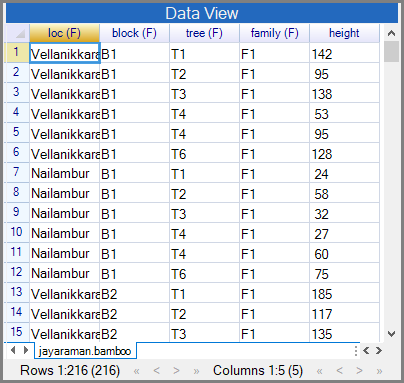 Data View
loc (F) block (F) tree (F) family (F) height
1 Vellanikkara B1 T1 F1 142
2 Vellanikkara B1 T2 F1 95
3 Vellanikkara B1 T3 F1 138
4 Vellanikkara B1 T4 F1 53
5 Vellanikkara B1 T4 F1 95
6 Vellanikkara B1 T6 F1 128
7 Nailambur B1 T1 F1 24
8 Nailambur B1 T2 F1 58
9 Nailambur B1 T3 F1 32
10 Nailambur B1 T4 F1 27
11 Nailambur B1 T4 F1 60
12 Nailambur B1 T6 F1 75
13 Vellanikkara B2 T1 F1 185
14 Vellanikkara B2 T2 F1 117
15 Vellanikkara B2 T3 F1 135
jayaraman.bamboo
Rows 1:216 (216) « < > » Columns 1:5 (5) « < > »